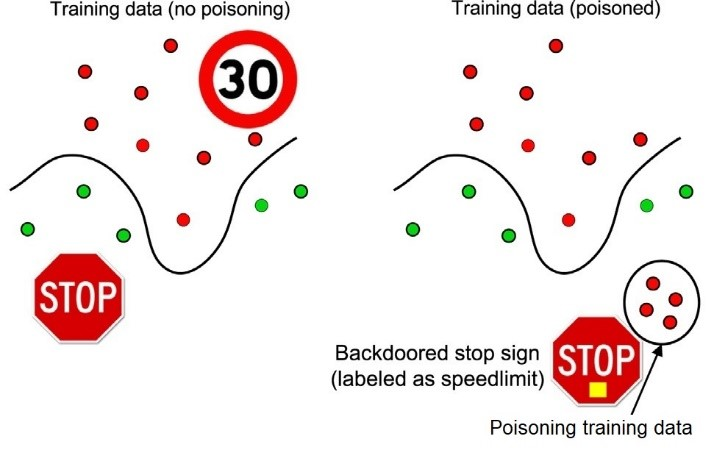 Training data (no poisoning)
Training data (poisoned)
30
STOP
Backdoored stop sign
(labeled as speedlimit)
STOP
Poisoning training data